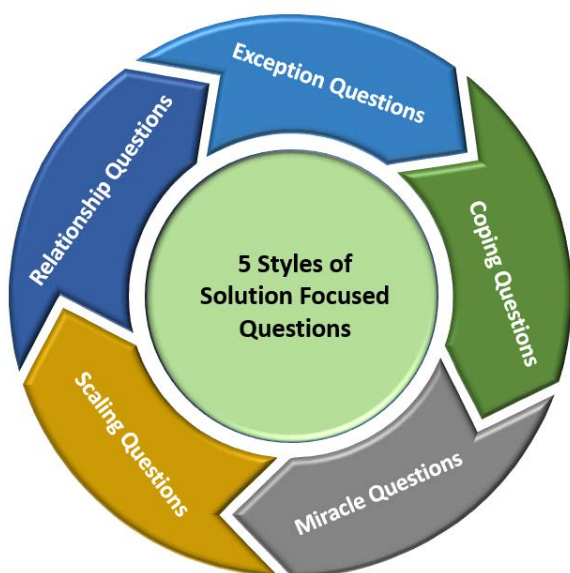 Exception Questions
Coping Questions
Miracle Questions
Scaling Questions
Relationship Questions
5 Styles of
Solution Focused
Questions